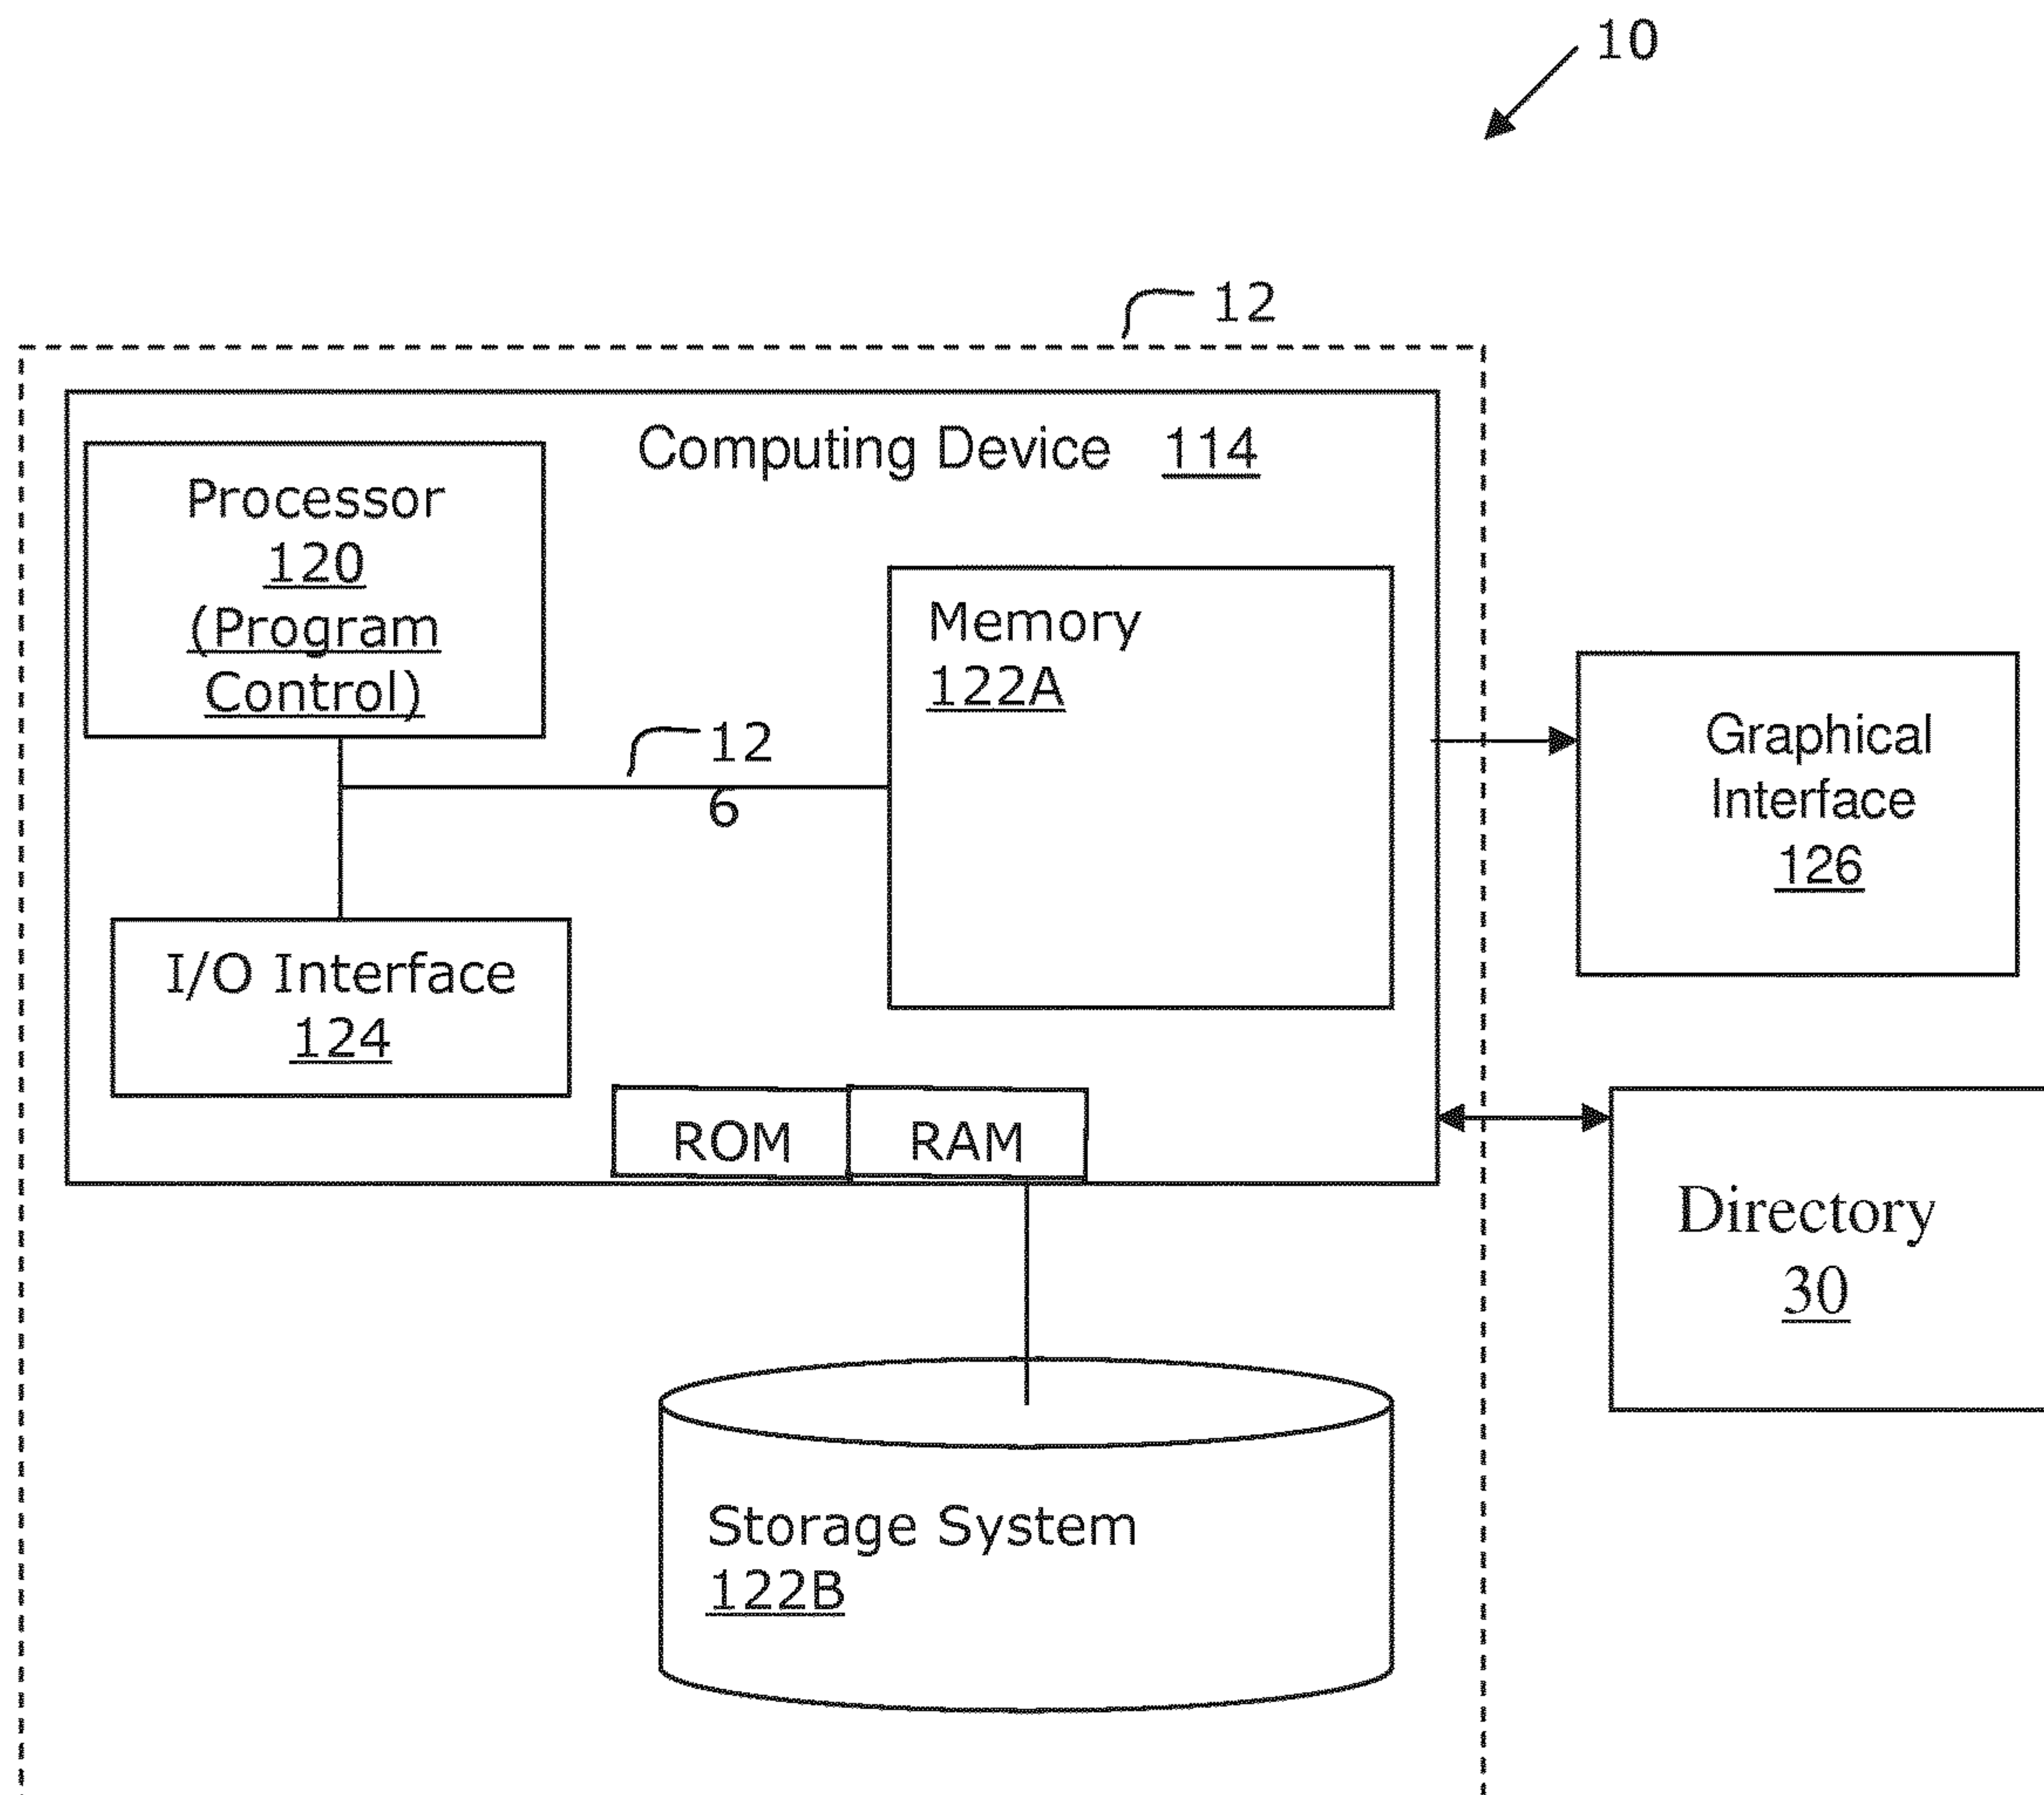 10
12
Computing Device 114
Processor
120
(Program
Control)
Memory
122A
12
6
Graphical
Interface
126
I/O Interface
124
ROM RAM
Directory
30
Storage System
122B